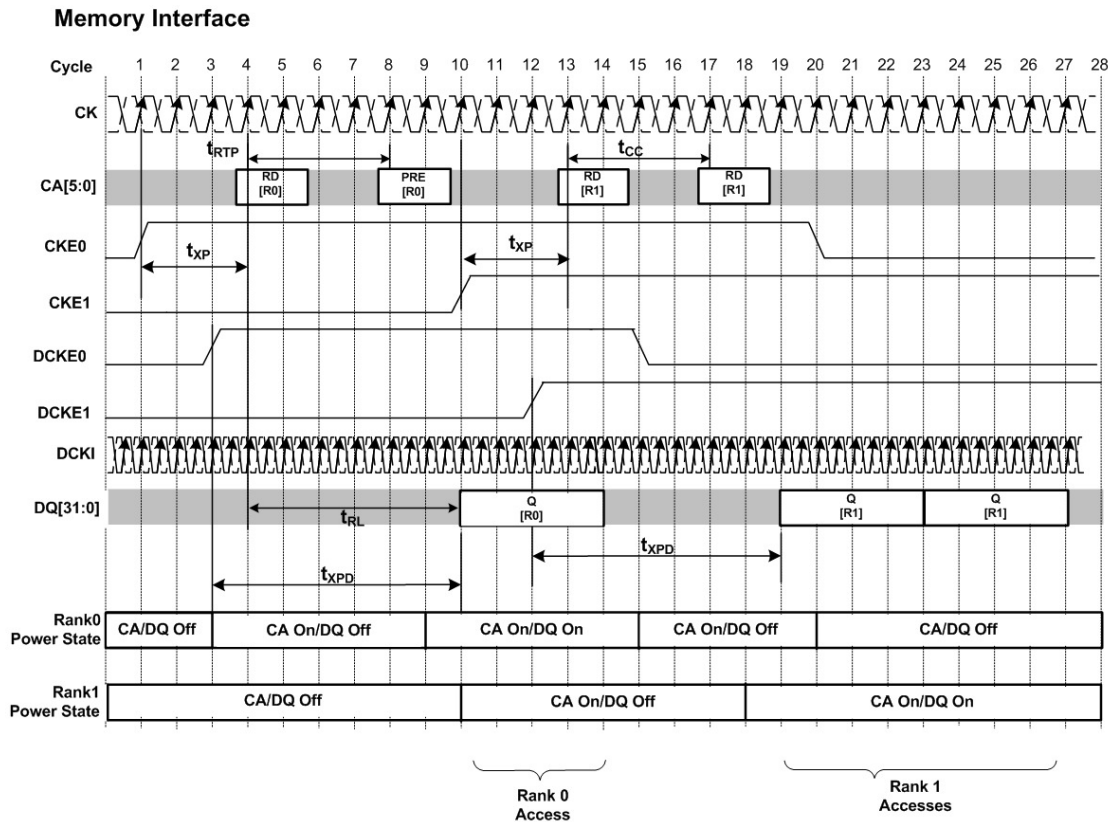 Memory Interface
Cycle 1 2 3 4 5 6 7 8 9 10 11 12 13 14 15 16 17 18 19 20 21 22 23 24 25 26 27 28
CK
tRTP tCC
CA[5:0] RD [R0] PRE [R0] RD [R1] RD [R1]
CKE0
tXP tXP
CKE1
DCKE0
DCKE1
DCKI
DQ[31:0] Q [R0] Q [R1] Q [R1]
tRL
tXPD
tXPD
Rank0
Power State CA/DQ Off CA On/DQ Off CA On/DQ On CA On/DQ Off CA/DQ Off
Rank1
Power State CA/DQ Off CA On/DQ Off CA On/DQ On
Rank 0
Access
Rank 1
Accesses